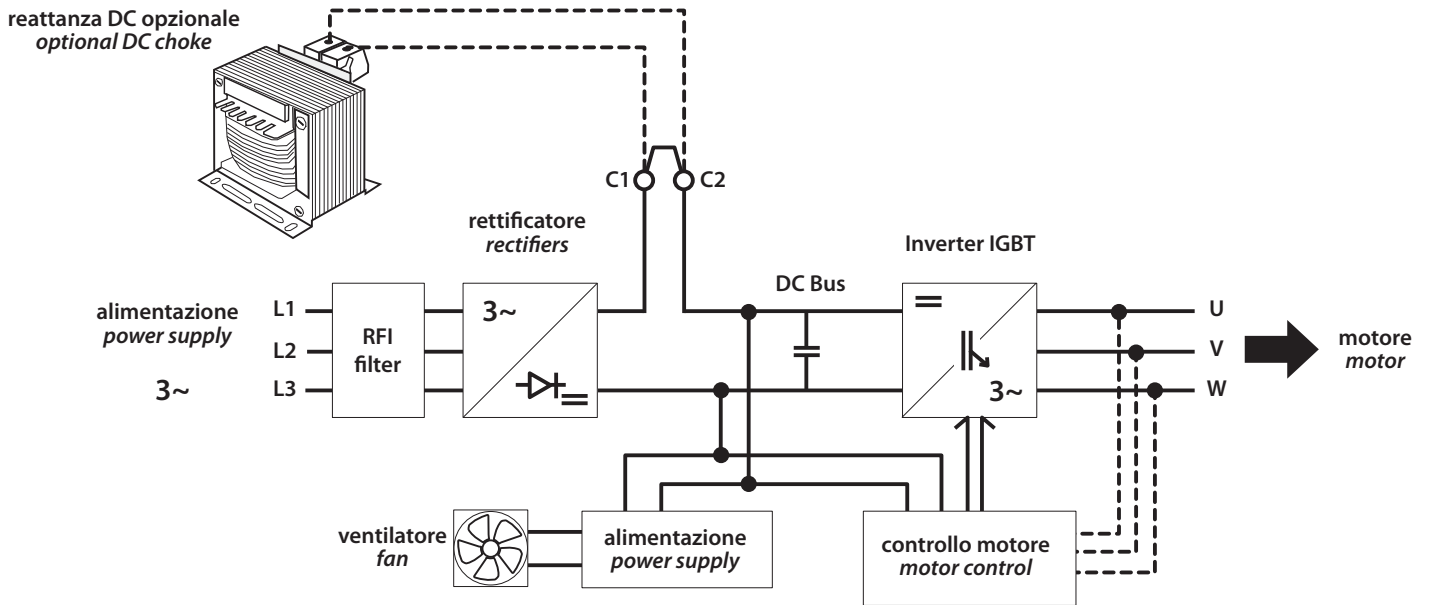 reattanza DC opzionale
optional DC choke
C1
C2
rettificatore
rectifiers
Inverter IGBT
DC Bus
alimentazione
power supply
3~
L1
L2
L3
RFI
filter
3~
3~
U
V
W
motore
motor
ventilatore
fan
alimentazione
power supply
controllo motore
motor control